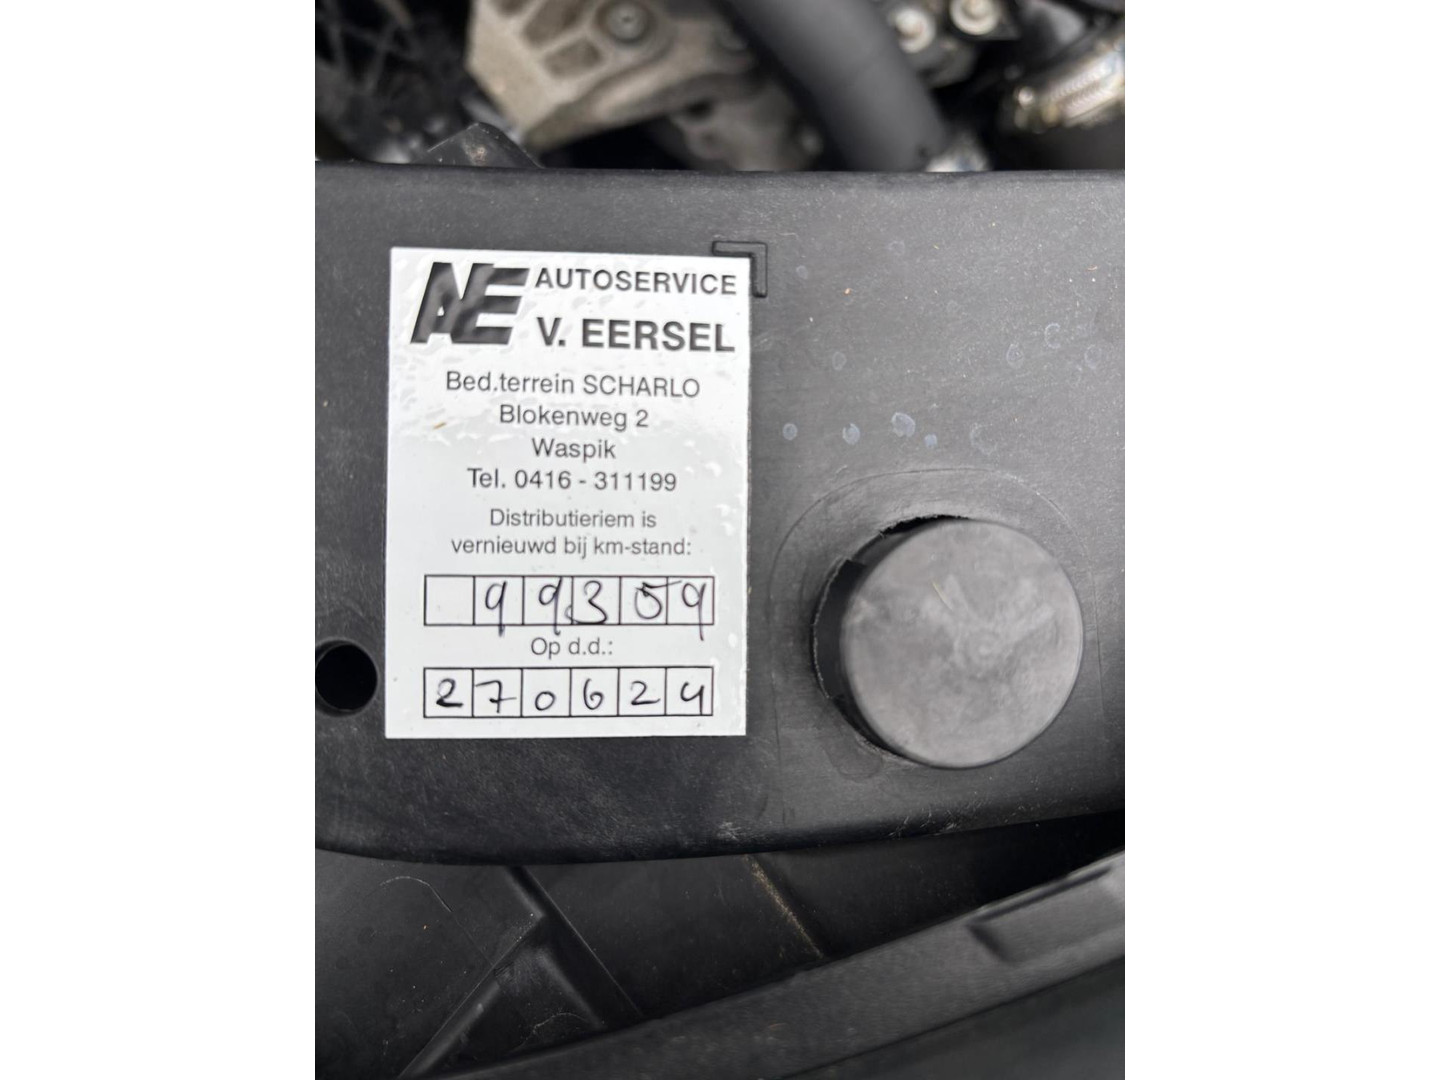 AE AUTOSERVICE
V. EERSEL
Bed.terrein SCHARLO
Blokenweg 2
Waspik
Tel. 0416 - 311199
Distributieriem is
vernieuwd bij km-stand:
99359
Op d.d.:
270624